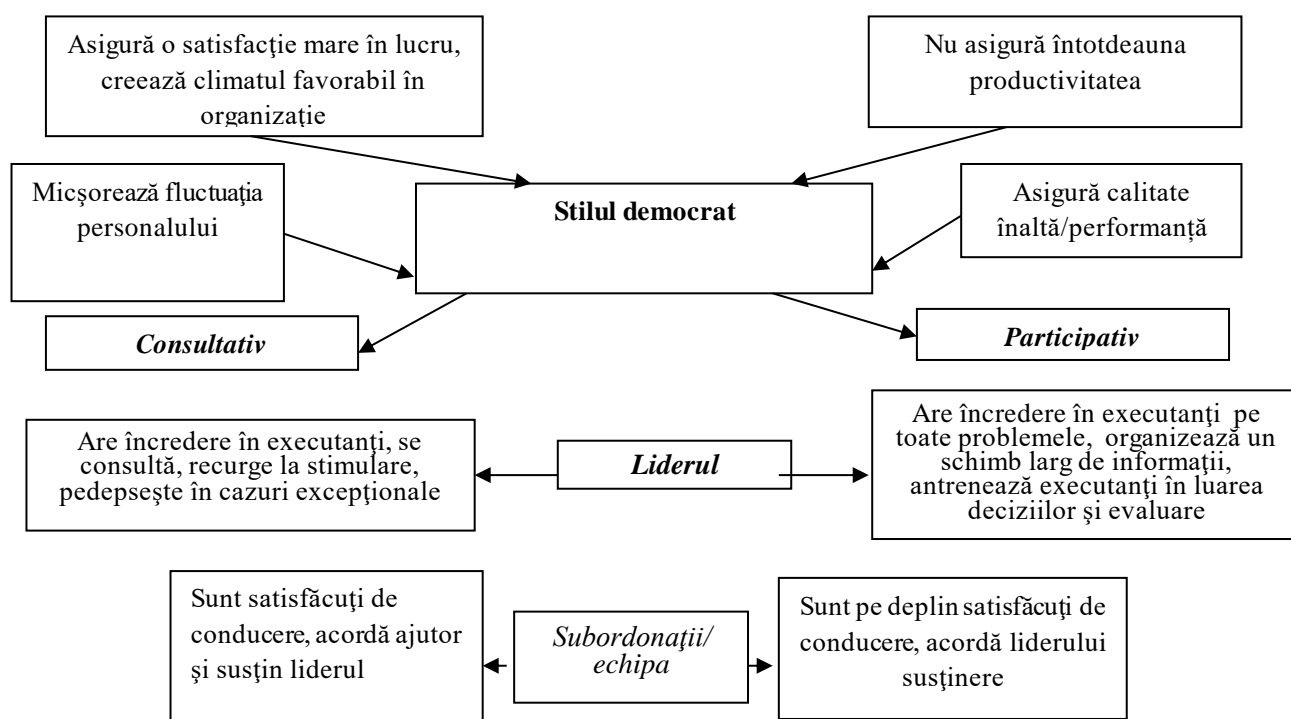 Asigură o satisfacţie mare în lucru,
creează climatul favorabil în
organizaţie
Nu asigură întotdeauna
productivitatea
Micşorează fluctuaţia
personalului
Stilul democrat
Asigură calitate
înaltă/performanță
Consultativ
Participativ
Are încredere în executanţi, se
consultă, recurge la stimulare,
pedepseşte în cazuri excepţionale
Liderul
Are încredere în executanţi pe
toate problemele, organizează un
schimb larg de informaţii,
antrenează executanţi în luarea
deciziilor şi evaluare
Sunt satisfăcuţi de
conducere, acordă ajutor
şi susţin liderul
Subordonaţii/
echipa
Sunt pe deplin satisfăcuţi de
conducere, acordă liderului
susţinere